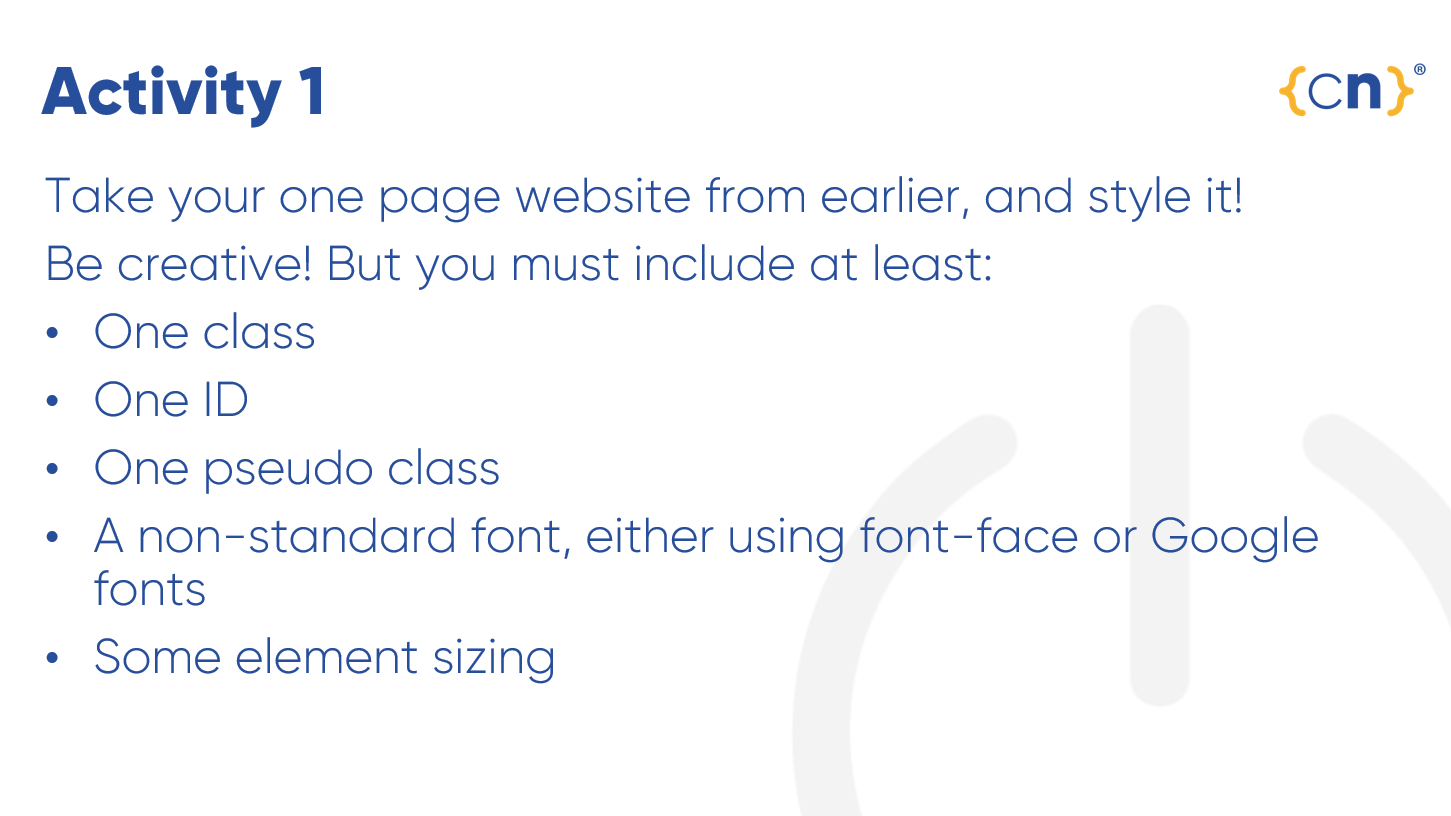 Activity 1
{cn}®
Take your one page website from earlier, and style it!
Be creative! But you must include at least:
• One class
• One ID
• One pseudo class
• A non-standard font, either using font-face or Google
fonts
• Some element sizing